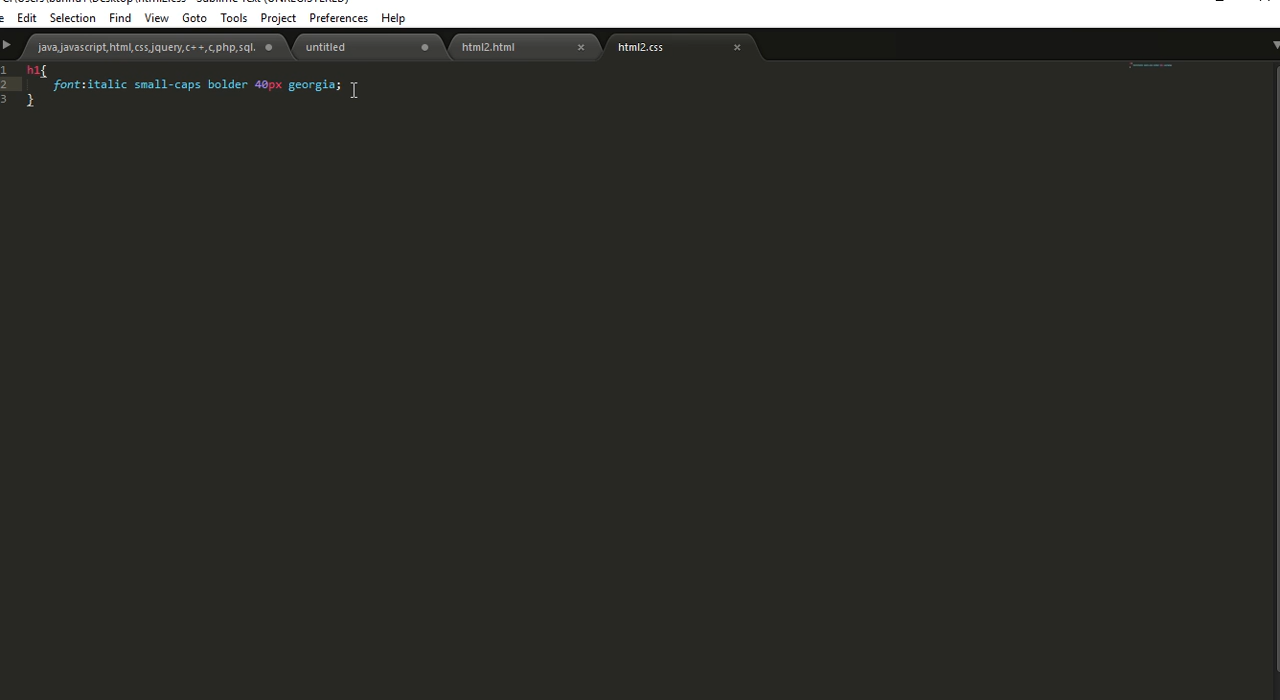 Edit Selection Find View Goto Tools Project Preferences Help
java,javascript,html,css,jquery,c++,c,php,sql. untitled html2.html html2.css
1 h1{
2 font:italic small-caps bolder 40px georgia;
3 }